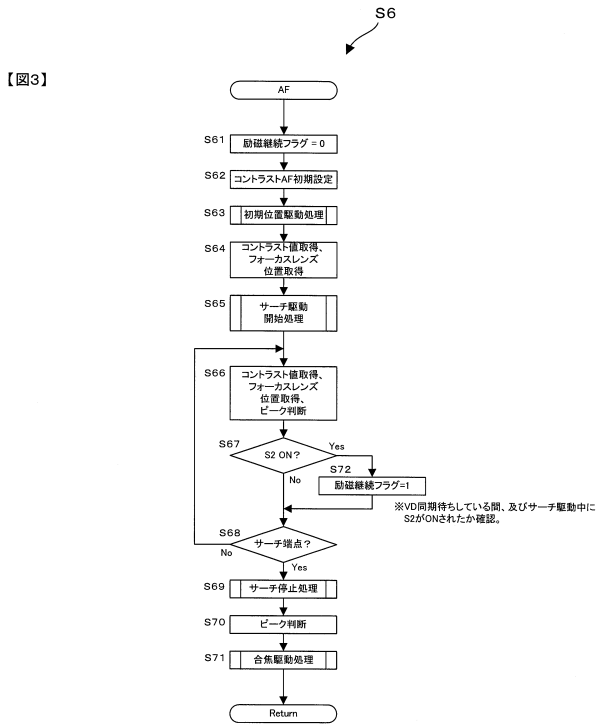 S6
【図3】
AF
S61
励磁継続フラグ = 0
S62
コントラストAF初期設定
S63
初期位置駆動処理
S64
コントラスト値取得、
フォーカスレンズ
位置取得
S65
サーチ駆動
開始処理
S66
コントラスト値取得、
フォーカスレンズ
位置取得、
ピーク判断
S67
S2 ON?
Yes
No
S72
励磁継続フラグ=1
※VD同期待ちしている間、及びサーチ駆動中に
S2がONされたか確認。
S68
サーチ端点?
No
Yes
S69
サーチ停止処理
S70
ピーク判断
S71
合焦駆動処理
Return